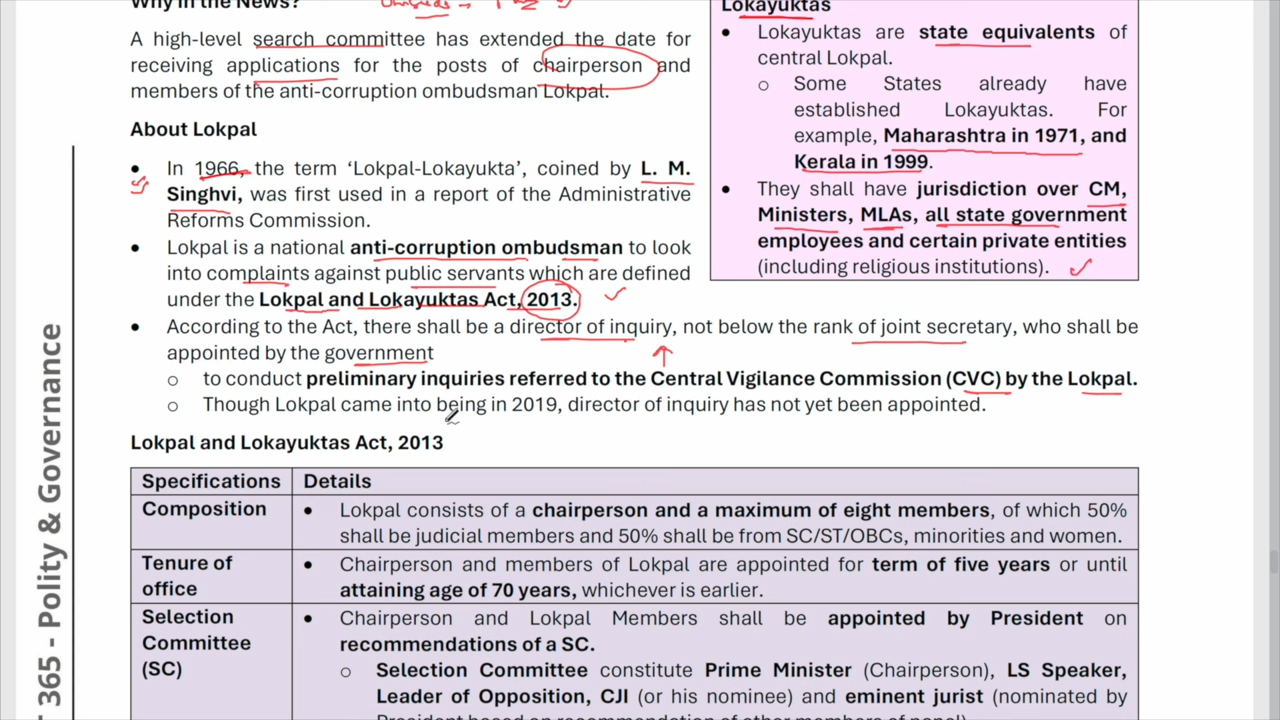 Why in the News?
A high-level search committee has extended the date for
receiving applications for the posts of chairperson and
members of the anti-corruption ombudsman Lokpal.
About Lokpal
• In 1966, the term ‘Lokpal-Lokayukta’, coined by L. M.
Singhvi, was first used in a report of the Administrative
Reforms Commission.
• Lokpal is a national anti-corruption ombudsman to look
into complaints against public servants which are defined
under the Lokpal and Lokayuktas Act, 2013.
Lokayuktas
• Lokayuktas are state equivalents of
central Lokpal.
o Some States already have
established Lokayuktas. For
example, Maharashtra in 1971, and
Kerala in 1999.
• They shall have jurisdiction over CM,
Ministers, MLAs, all state government
employees and certain private entities
(including religious institutions).
• According to the Act, there shall be a director of inquiry, not below the rank of joint secretary, who shall be
appointed by the government
o to conduct preliminary inquiries referred to the Central Vigilance Commission (CVC) by the Lokpal.
o Though Lokpal came into being in 2019, director of inquiry has not yet been appointed.
Lokpal and Lokayuktas Act, 2013
Specifications Details
Composition • Lokpal consists of a chairperson and a maximum of eight members, of which 50%
shall be judicial members and 50% shall be from SC/ST/OBCs, minorities and women.
Tenure of • Chairperson and members of Lokpal are appointed for term of five years or until
office attaining age of 70 years, whichever is earlier.
Selection • Chairperson and Lokpal Members shall be appointed by President on
Committee recommendations of a SC.
(SC) o Selection Committee constitute Prime Minister (Chairperson), LS Speaker,
Leader of Opposition, CJI (or his nominee) and eminent jurist (nominated by
President based on recommendation of other members of panel)
365 - Polity & Governance